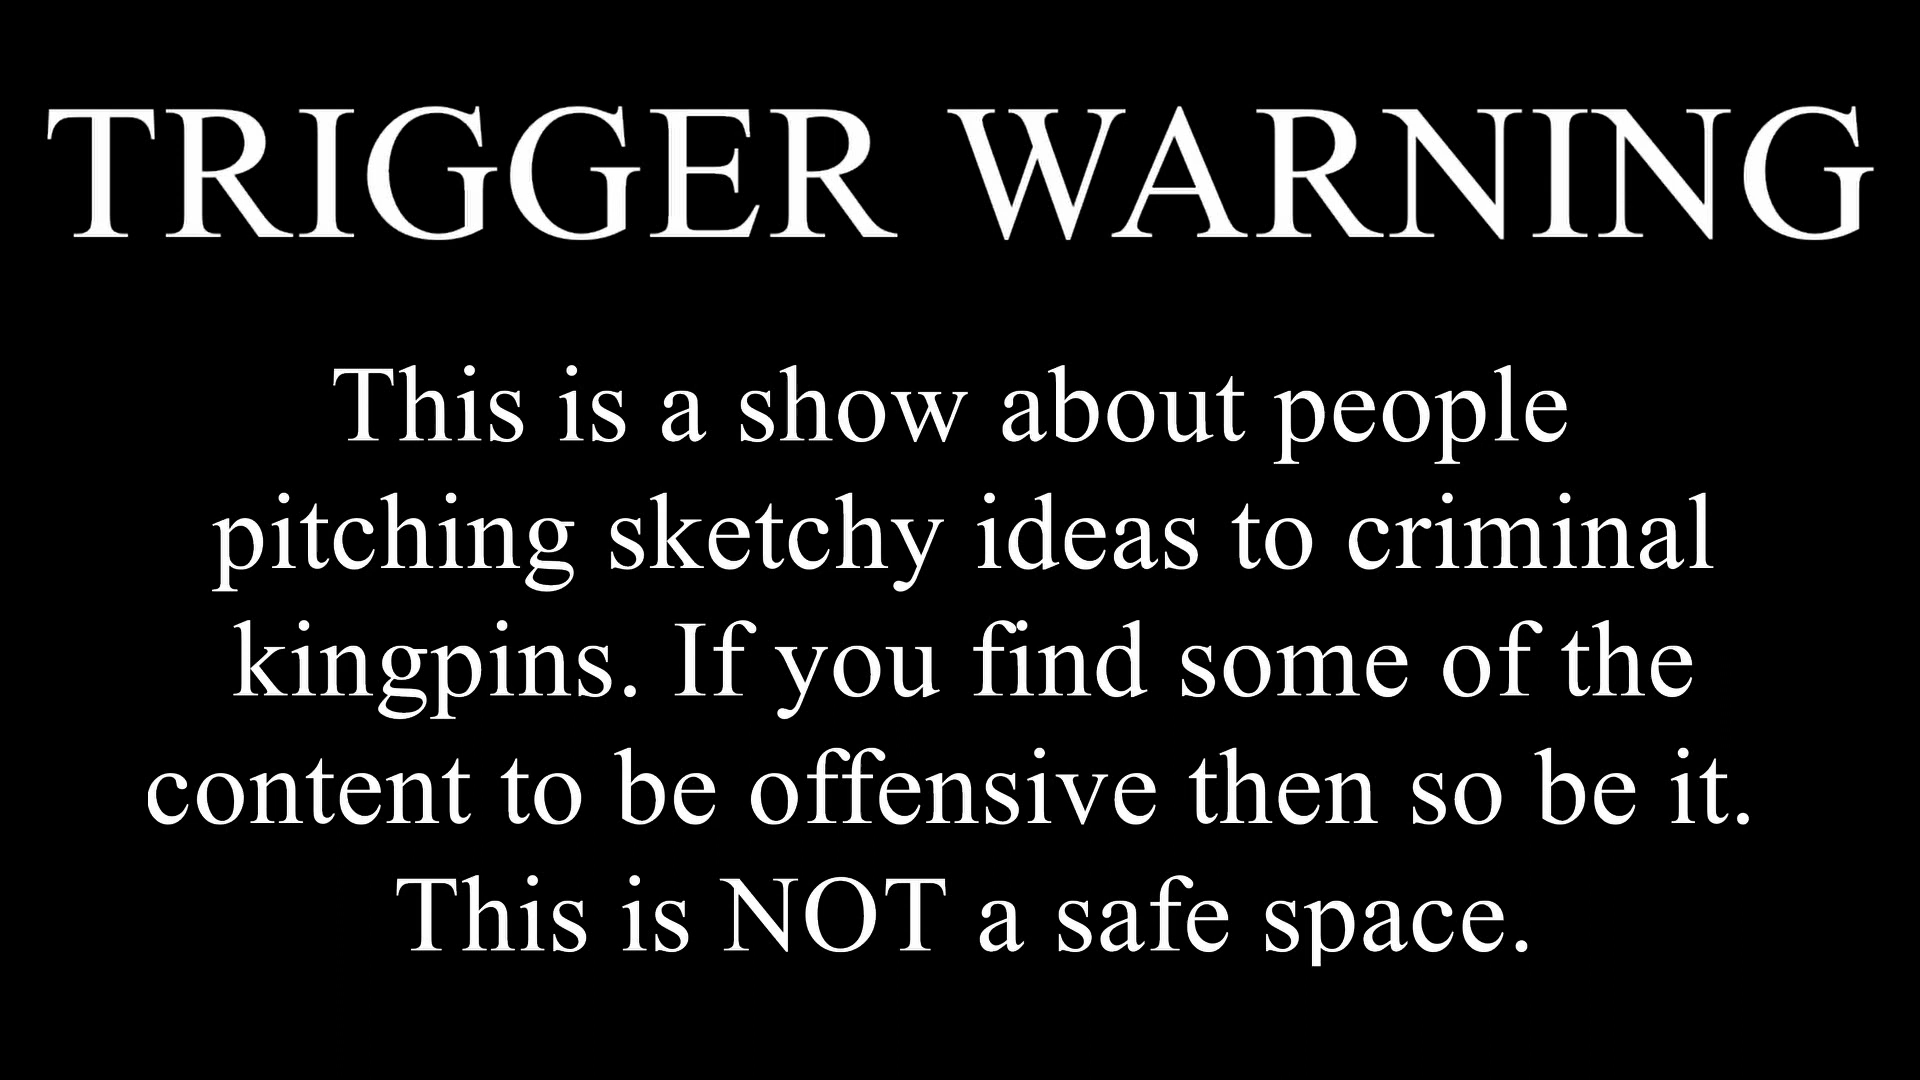 TRIGGER WARNING
This is a show about people
pitching sketchy ideas to criminal
kingpins. If you find some of the
content to be offensive then so be it.
This is NOT a safe space.